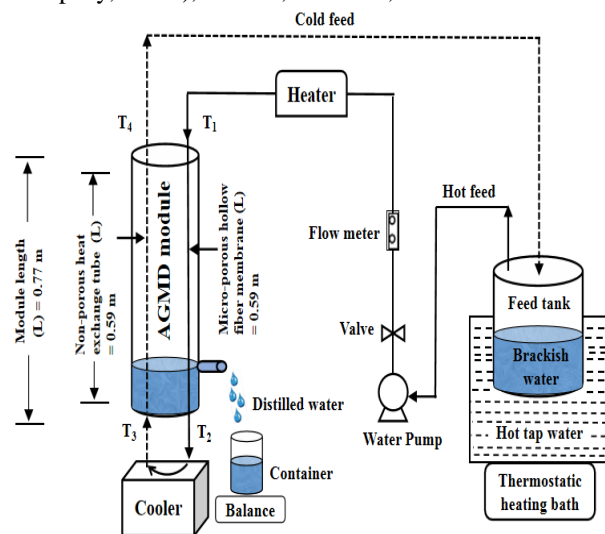 Cold feed
Heater
T4
T1
Hot feed
Flow meter
Feed tank
Module length
(L) = 0.77 m
Non-porous heat
exchange tube (L)
= 0.59 m
AGMD module
Micro-porous hollow
fiber membrane (L)
= 0.59 m
Valve
Brackish
water
Distilled water
Water Pump
Hot tap water
T3
T2
Container
Cooler
Balance
Thermostatic
heating bath